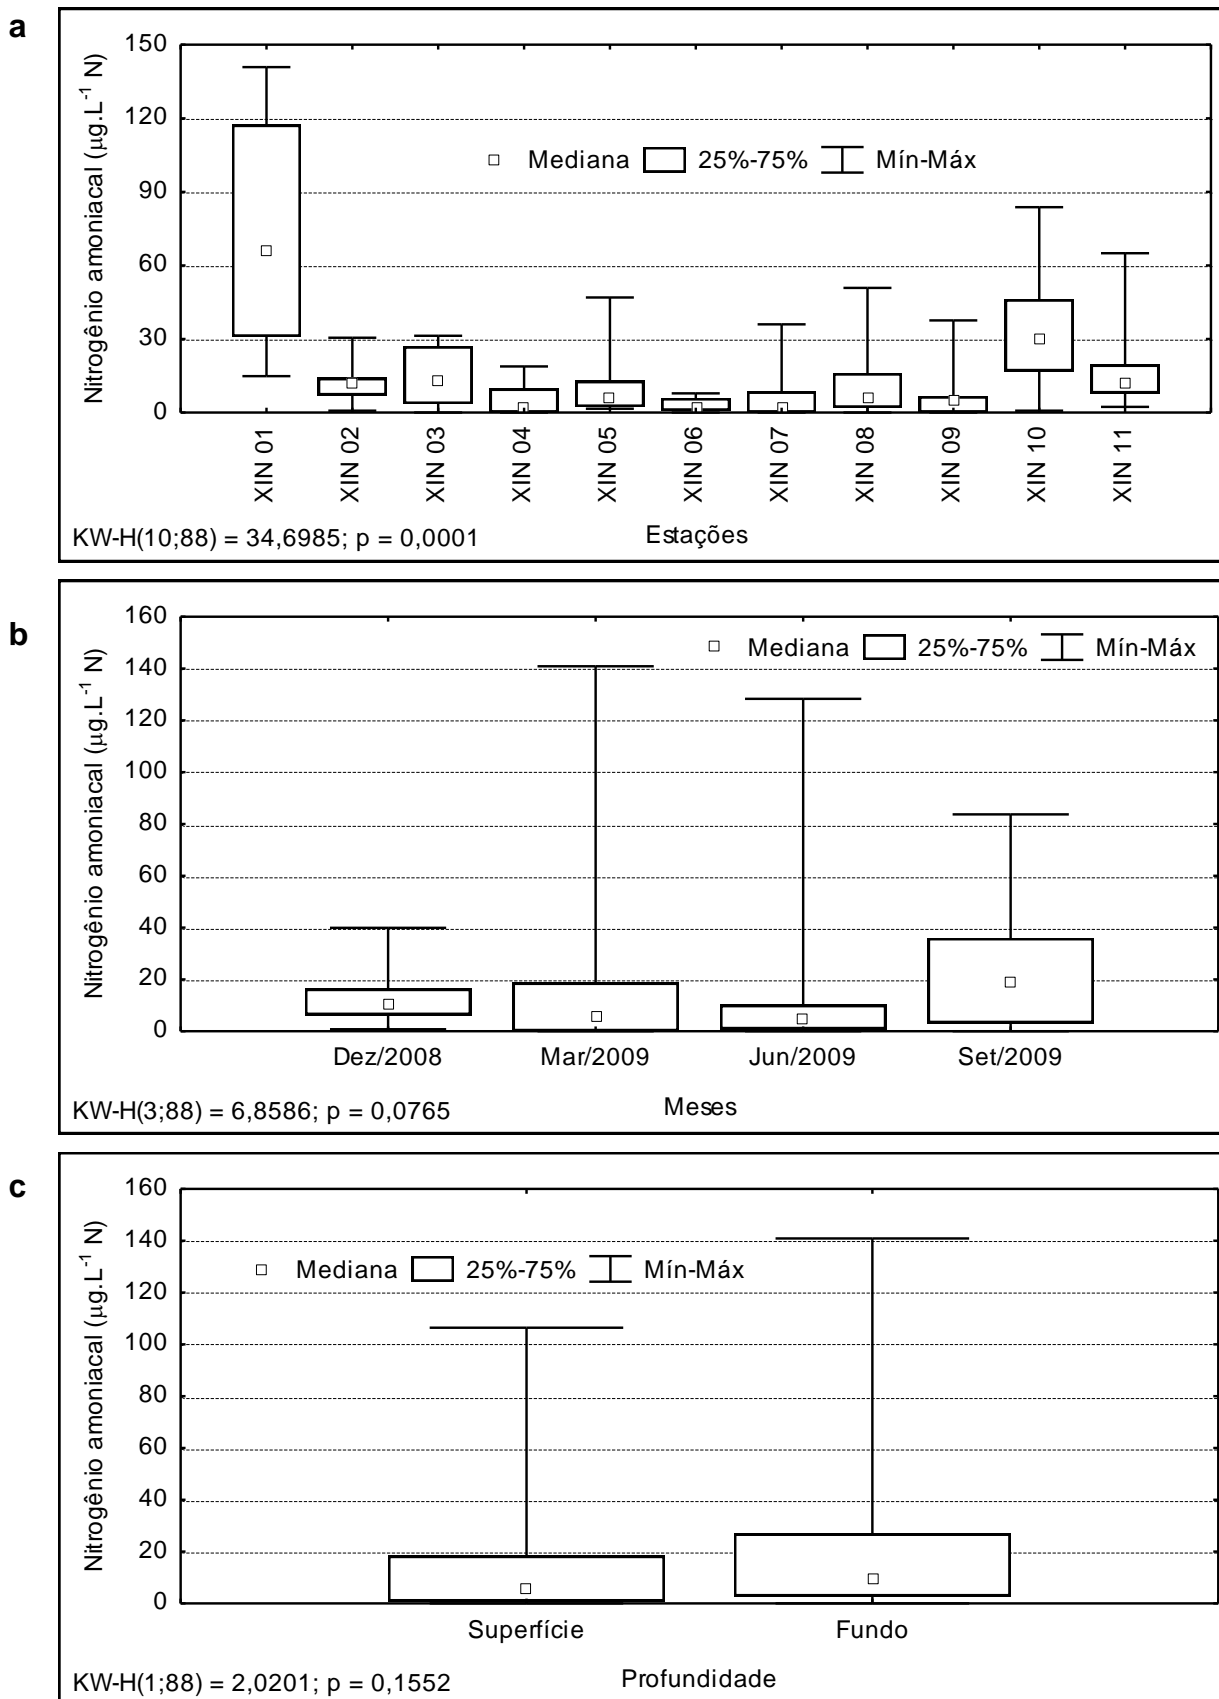 a
Nitrogênio amoniacal (µg.L⁻¹ N)
150
120
90
60
30
0
Mediana 25%-75% Mín-Máx
XIN 01
XIN 02
XIN 03
XIN 04
XIN 05
XIN 06
XIN 07
XIN 08
XIN 09
XIN 10
XIN 11
KW-H(10;88) = 34,6985; p = 0,0001
Estações
b
Nitrogênio amoniacal (µg.L⁻¹ N)
160
140
120
100
80
60
40
20
0
Mediana 25%-75% Mín-Máx
Dez/2008 Mar/2009 Jun/2009 Set/2009
KW-H(3;88) = 6,8586; p = 0,0765
Meses
c
Nitrogênio amoniacal (µg.L⁻¹ N)
160
140
120
100
80
60
40
20
0
Mediana 25%-75% Mín-Máx
Superfície Fundo
KW-H(1;88) = 2,0201; p = 0,1552
Profundidade